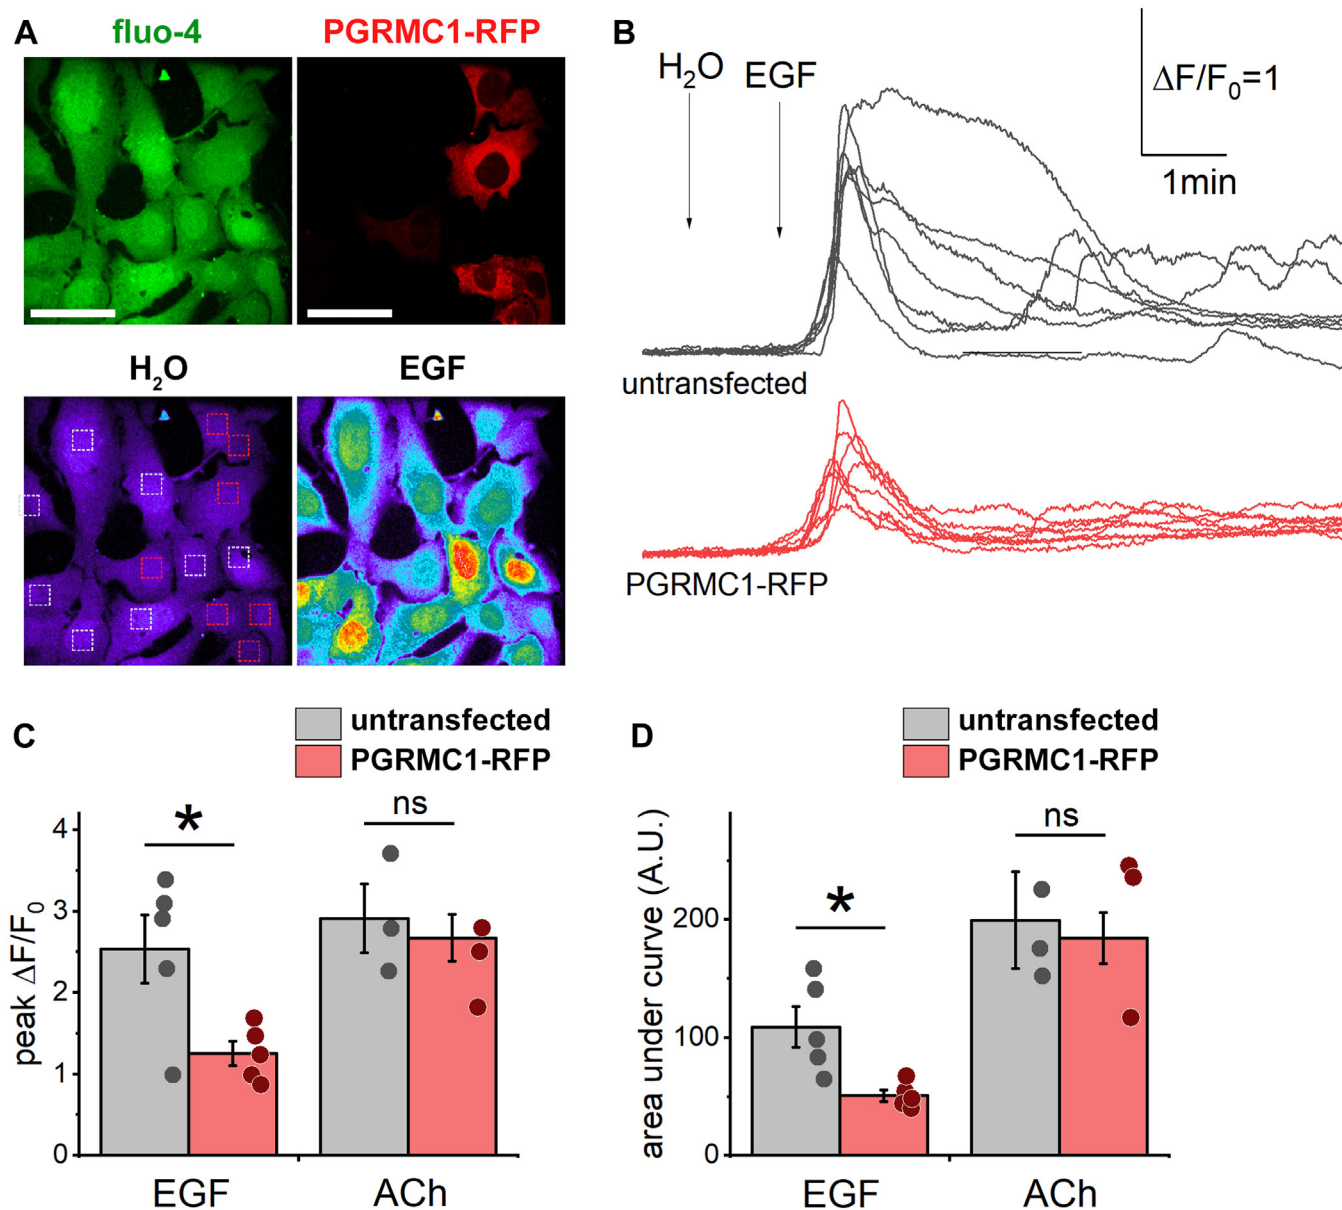 A
fluo-4
PGRMC1-RFP
H₂O
EGF
B
H₂O
EGF
ΔF/F₀=1
1min
untransfected
PGRMC1-RFP
C
untransfected
PGRMC1-RFP
peak ΔF/F₀
4
3
2
1
0
*
ns
EGF
ACh
D
untransfected
PGRMC1-RFP
area under curve (A.U.)
200
100
0
*
ns
EGF
ACh